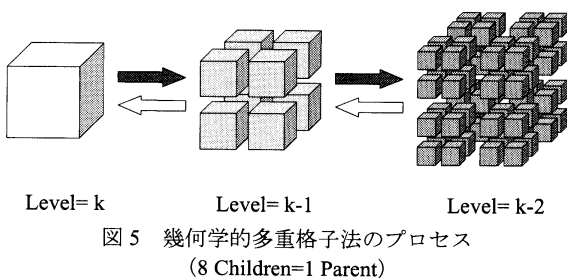 Level= k Level= k-1 Level= k-2
図 5 幾何学的多重格子法のプロセス
(8 Children=1 Parent)